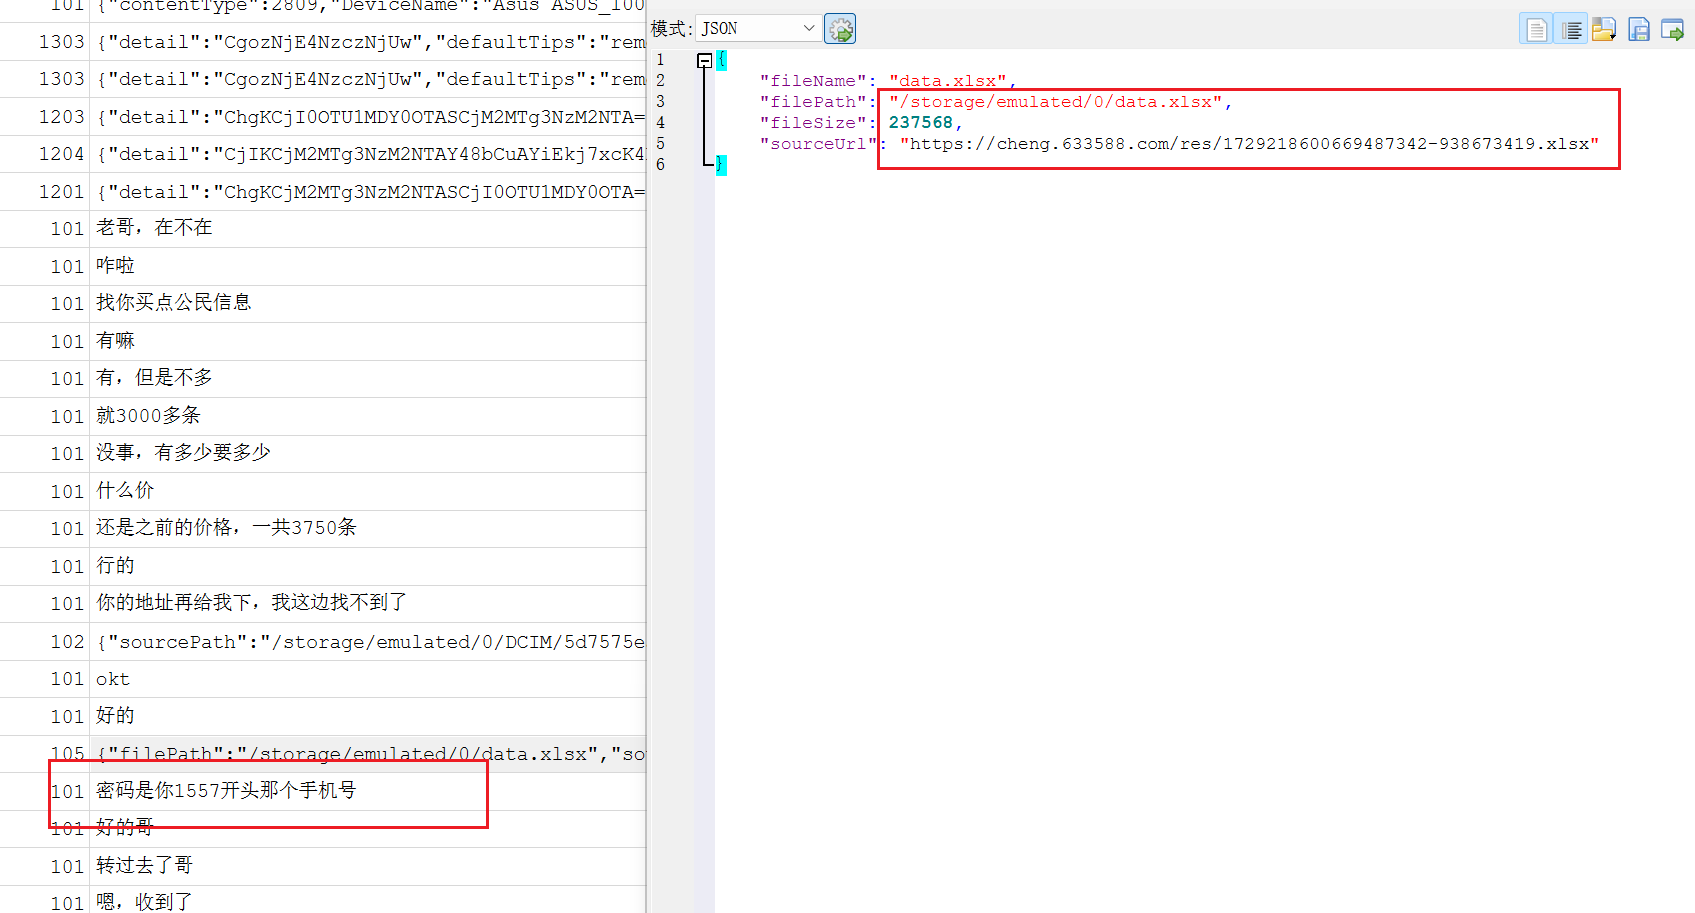 101 {"contentType":2809,"DeviceName":"Asus ASUS_I00
1303 {"detail":"CgozNjE4NzczNjUw","defaultTips":"rem
1303 {"detail":"CgozNjE4NzczNjUw","defaultTips":"rem
1203 {"detail":"ChgKCjI0OTU1MDY0OTASCjM2MTg3NzM2NTA=
1204 {"detail":"CjIKCjM2MTg3NzM2NTAY48bCuAYiEkj7xcK4
1201 {"detail":"ChgKCjM2MTg3NzM2NTASCjI0OTU1MDY0OTA=
101 老哥，在不在
101 咋啦
101 找你买点公民信息
101 有嘛
101 有，但是不多
101 就3000多条
101 没事，有多少要多少
101 什么价
101 还是之前的价格，一共3750条
101 行的
101 你的地址再给我下，我这边找不到了
102 {"sourcePath":"/storage/emulated/0/DCIM/5d7575e
101 okt
101 好的
105 {"filePath":"/storage/emulated/0/data.xlsx","so
101 密码是你1557开头那个手机号
101 好的哥
101 转过去了哥
101 嗯，收到了
模式: JSON
1 {
2 "fileName": "data.xlsx",
3 "filePath": "/storage/emulated/0/data.xlsx",
4 "fileSize": 237568,
5 "sourceUrl": "https://cheng.633588.com/res/1729218600669487342-938673419.xlsx"
6 }